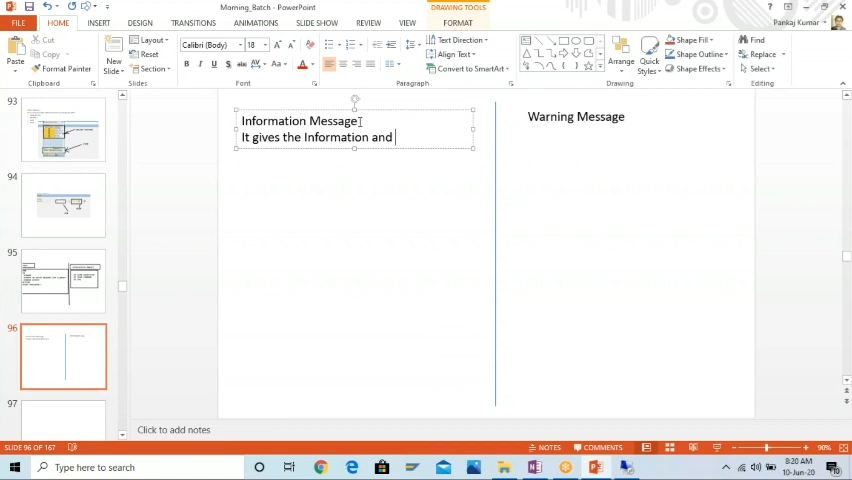 Morning_Batch - PowerPoint
DRAWING TOOLS
FILE HOME INSERT DESIGN TRANSITIONS ANIMATIONS SLIDE SHOW REVIEW VIEW FORMAT
Pankaj Kumar
Paste
Cut
Copy
Format Painter
Clipboard
New
Slide
Layout
Reset
Section
Slides
Calibri (Body) 18
B I U S abc AV Aa A
Font
Text Direction
Align Text
Convert to SmartArt
Paragraph
Arrange
Quick
Styles
Shape Fill
Shape Outline
Shape Effects
Drawing
Find
Replace
Select
Editing
93
94
95
96
97
Information Message
It gives the Information and
Warning Message
Click to add notes
SLIDE 96 OF 167
NOTES
COMMENTS
90%
Type here to search
8:20 AM
10-Jun-20